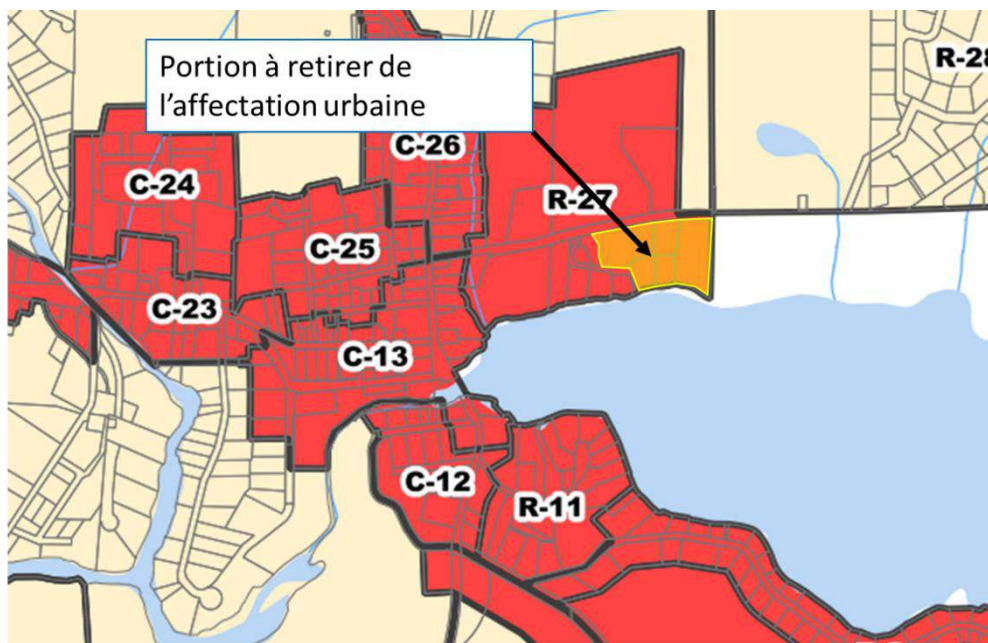 Portion à retirer de
l'affectation urbaine
R-28
C-26
C-24
R-27
C-25
C-23
C-13
C-12
R-11